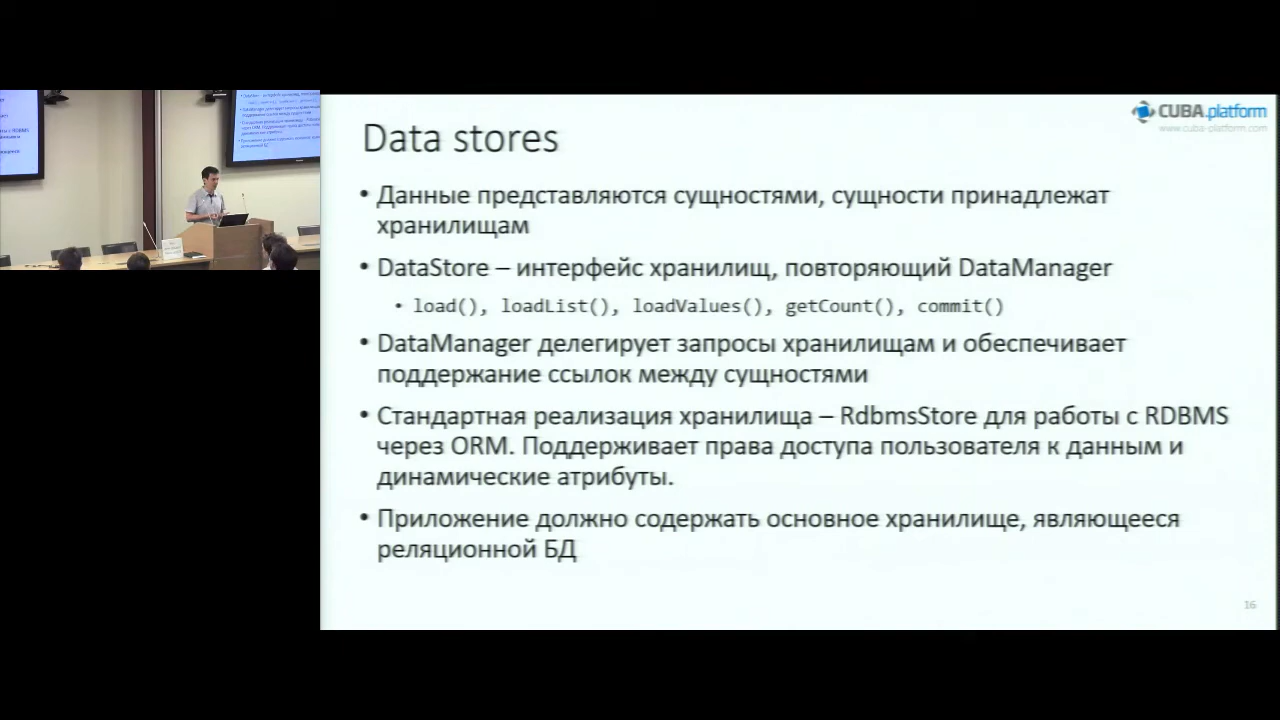 CUBA.platform
www.cuba-platform.com
Data stores
• Данные представляются сущностями, сущности принадлежат
хранилищам
• DataStore – интерфейс хранилищ, повторяющий DataManager
• load(), loadList(), loadValues(), getCount(), commit()
• DataManager делегирует запросы хранилищам и обеспечивает
поддержание ссылок между сущностями
• Стандартная реализация хранилища – RdbmsStore для работы с RDBMS
через ORM. Поддерживает права доступа пользователя к данным и
динамические атрибуты.
• Приложение должно содержать основное хранилище, являющееся
реляционной БД
16